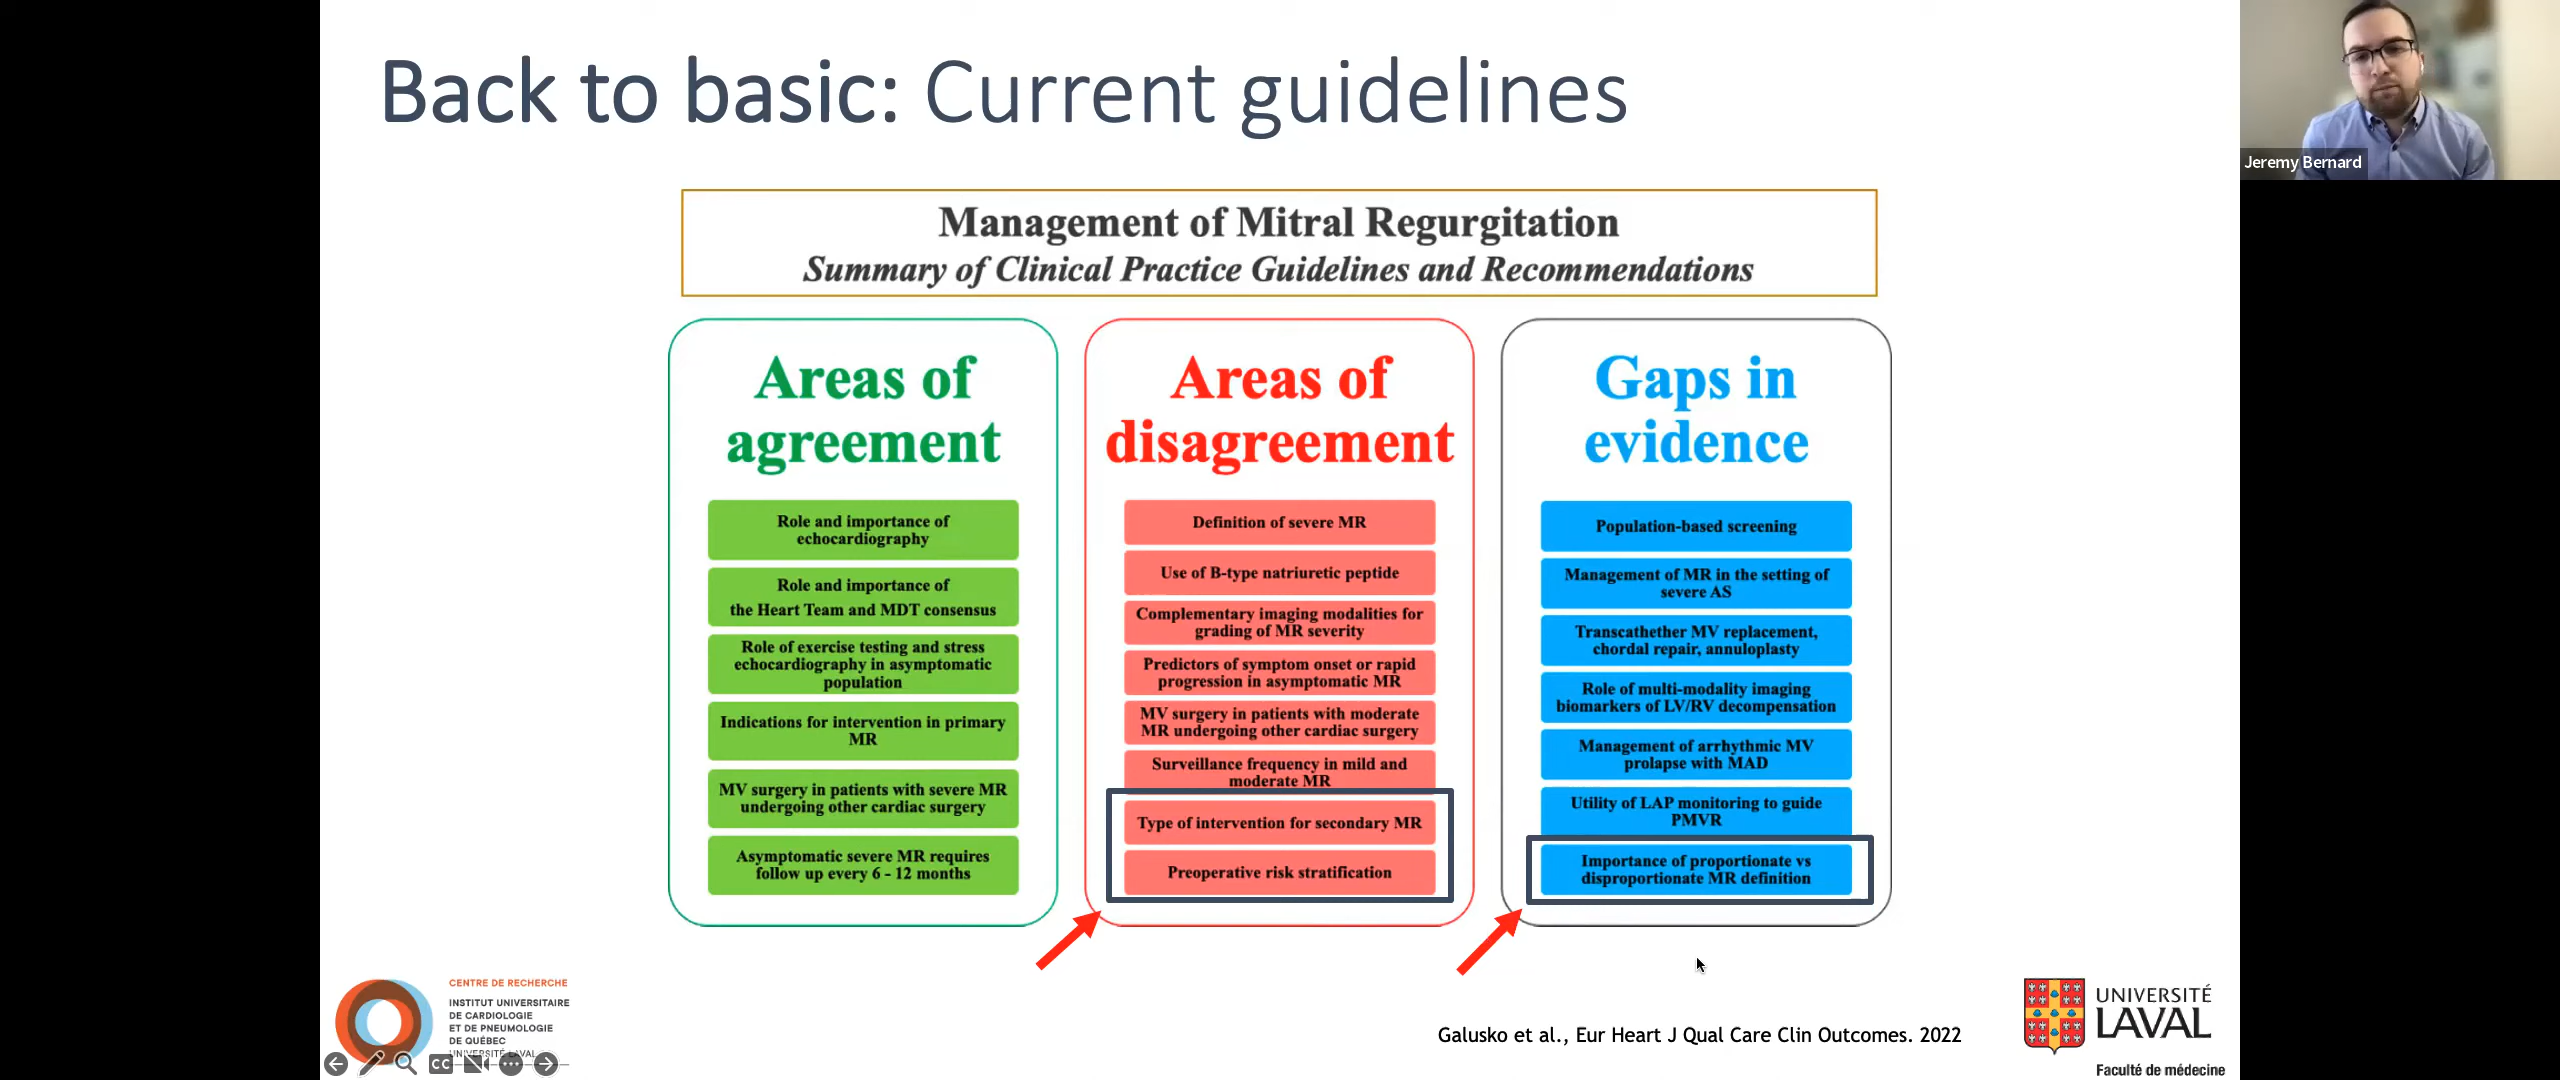 Back to basic: Current guidelines
Jeremy Bernard
Management of Mitral Regurgitation
Summary of Clinical Practice Guidelines and Recommendations
Areas of
agreement
Role and importance of
echocardiography
Role and importance of
the Heart Team and MDT consensus
Role of exercise testing and stress
echocardiography in asymptomatic
population
Indications for intervention in primary
MR
MV surgery in patients with severe MR
undergoing other cardiac surgery
Asymptomatic severe MR requires
follow up every 6 - 12 months
Areas of
disagreement
Definition of severe MR
Use of B-type natriuretic peptide
Complementary imaging modalities for
grading of MR severity
Predictors of symptom onset or rapid
progression in asymptomatic MR
MV surgery in patients with moderate
MR undergoing other cardiac surgery
Surveillance frequency in mild and
moderate MR
Type of intervention for secondary MR
Preoperative risk stratification
Gaps in
evidence
Population-based screening
Management of MR in the setting of
severe AS
Transcathether MV replacement,
chordal repair, annuloplasty
Role of multi-modality imaging
biomarkers of LV/RV decompensation
Management of arrhythmic MV
prolapse with MAD
Utility of LAP monitoring to guide
PMVR
Importance of proportionate vs
disproportionate MR definition
CENTRE DE RECHERCHE
INSTITUT UNIVERSITAIRE
DE CARDIOLOGIE
ET DE PNEUMOLOGIE
DE QUÉBEC
UNIVERSITÉ LAVAL
CC
Galusko et al., Eur Heart J Qual Care Clin Outcomes. 2022
UNIVERSITÉ
LAVAL
Faculté de médecine